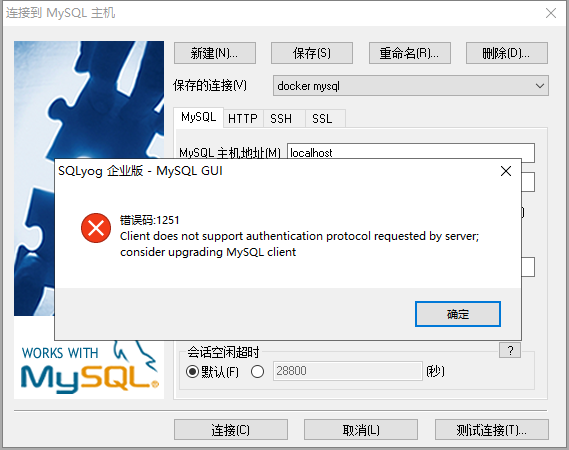 连接到 MySQL 主机
新建(N)...
保存(S)
重命名(R)...
删除(D)...
保存的连接(V)
docker mysql
MySQL
HTTP
SSH
SSL
MySQL 主机地址(M)
localhost
SQLyog 企业版 - MySQL GUI
错误码:1251
Client does not support authentication protocol requested by server;
consider upgrading MySQL client
确定
WORKS WITH
MySQL®
会话空闲超时
?
默认(F)
28800
(秒)
连接(C)
取消(L)
测试连接(T)...